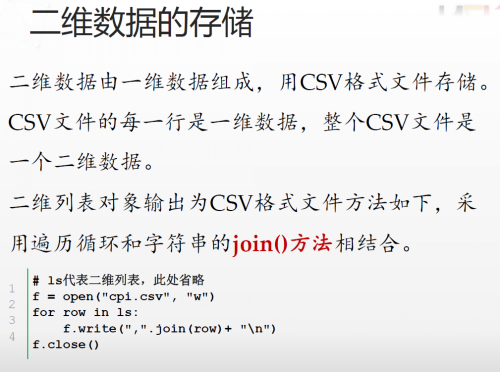 二维数据的存储
二维数据由一维数据组成，用CSV格式文件存储。
CSV文件的每一行是一维数据，整个CSV文件是
一个二维数据。
二维列表对象输出为CSV格式文件方法如下，采
用遍历循环和字符串的join()方法相结合。
# ls代表二维列表，此处省略
1 f = open("cpi.csv", "w")
2 for row in ls:
3     f.write(",".join(row)+ "\n")
4 f.close()